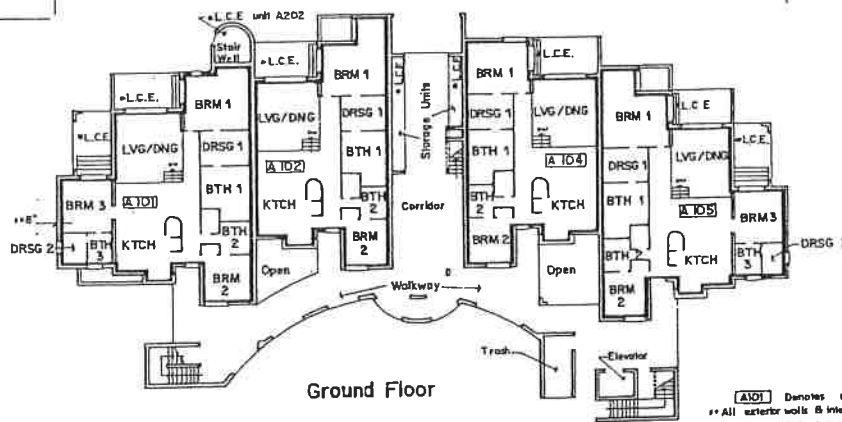 *L.C.E unit A202
Stair Well
*L.C.E.
*L.C.E.
*L.C.E
BRM 1
LVG/DNG
DRSG 1
BTH 1
A 101
KTCH
BRM 3
DRSG 2
BTH 3
BTH 2
BRM 2
**8"
*L.C.E.
BRM 1
LVG/DNG
DRSG 1
BTH 1
A 102
KTCH
BTH 2
BRM 2
Open
Storage Units
L.C.E
Corridor
Walkway
*L.C.E.
BRM 1
DRSG 1
LVG/DNG
BTH 1
A 104
KTCH
BTH 2
BRM 2
Open
*L.C.E
*L.C.E
BRM 1
DRSG 1
LVG/DNG
BTH 1
A 105
KTCH
BTH 2
BRM 2
BRM 3
BTH 3
DRSG
Trash
Elevator
Ground Floor
A101 Denotes
** All exterior walls & inte